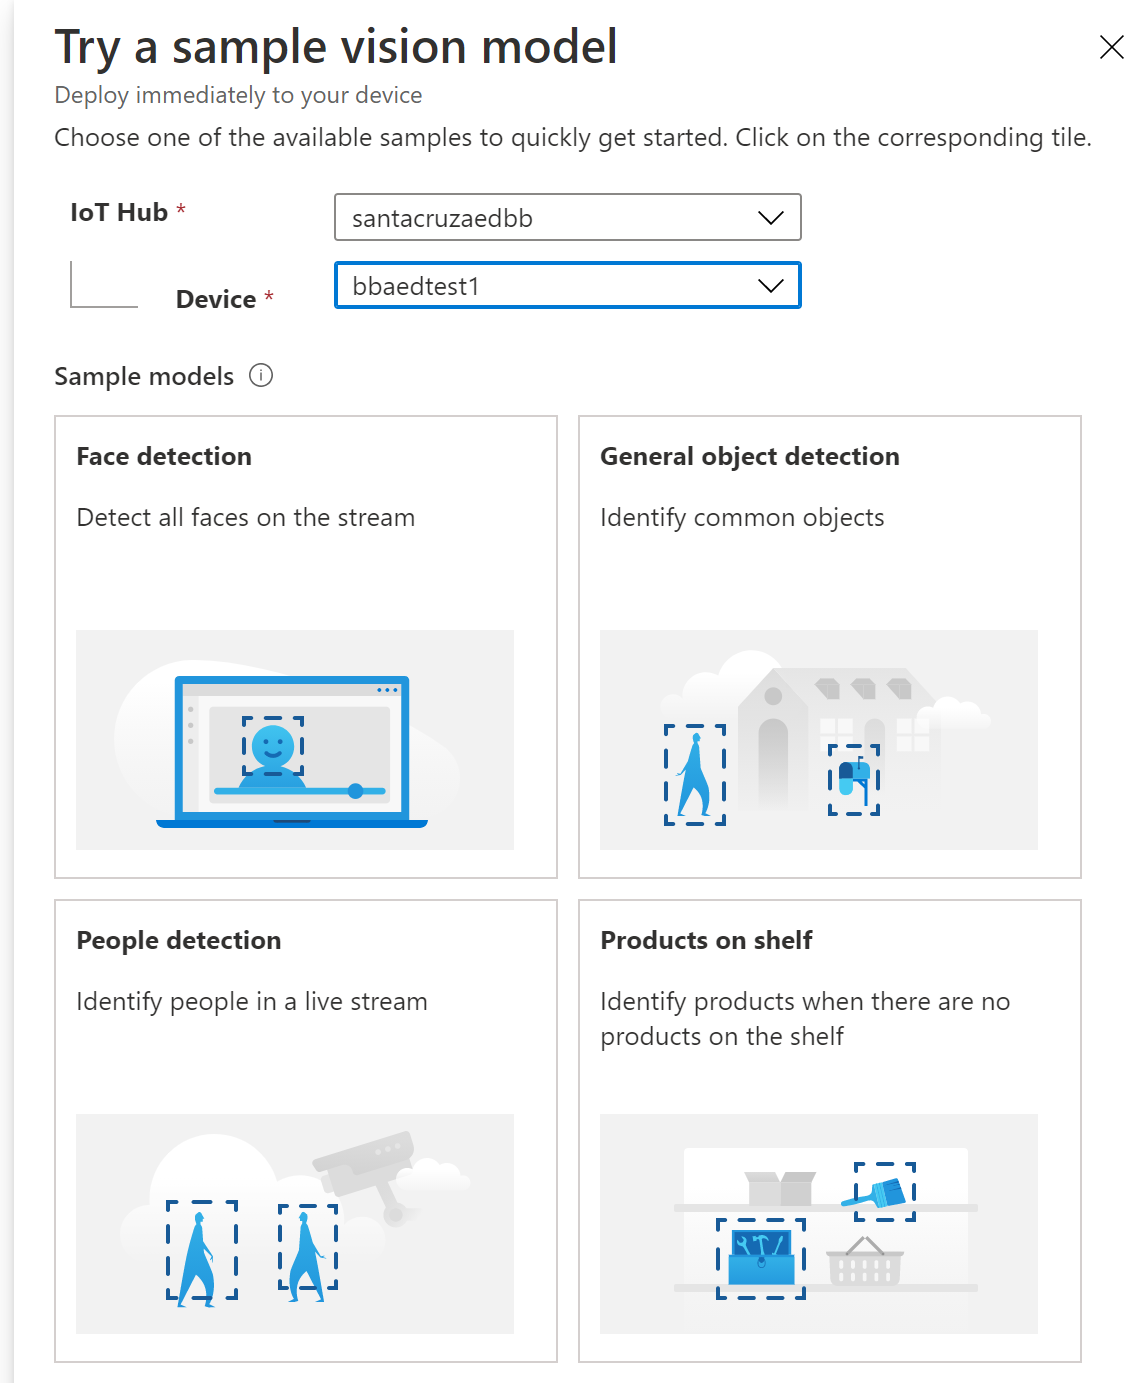 Try a sample vision model
Deploy immediately to your device
Choose one of the available samples to quickly get started. Click on the corresponding tile.
IoT Hub *
santacruzaedbb
Device *
bbaedtest1
Sample models
Face detection
Detect all faces on the stream
General object detection
Identify common objects
People detection
Identify people in a live stream
Products on shelf
Identify products when there are no
products on the shelf